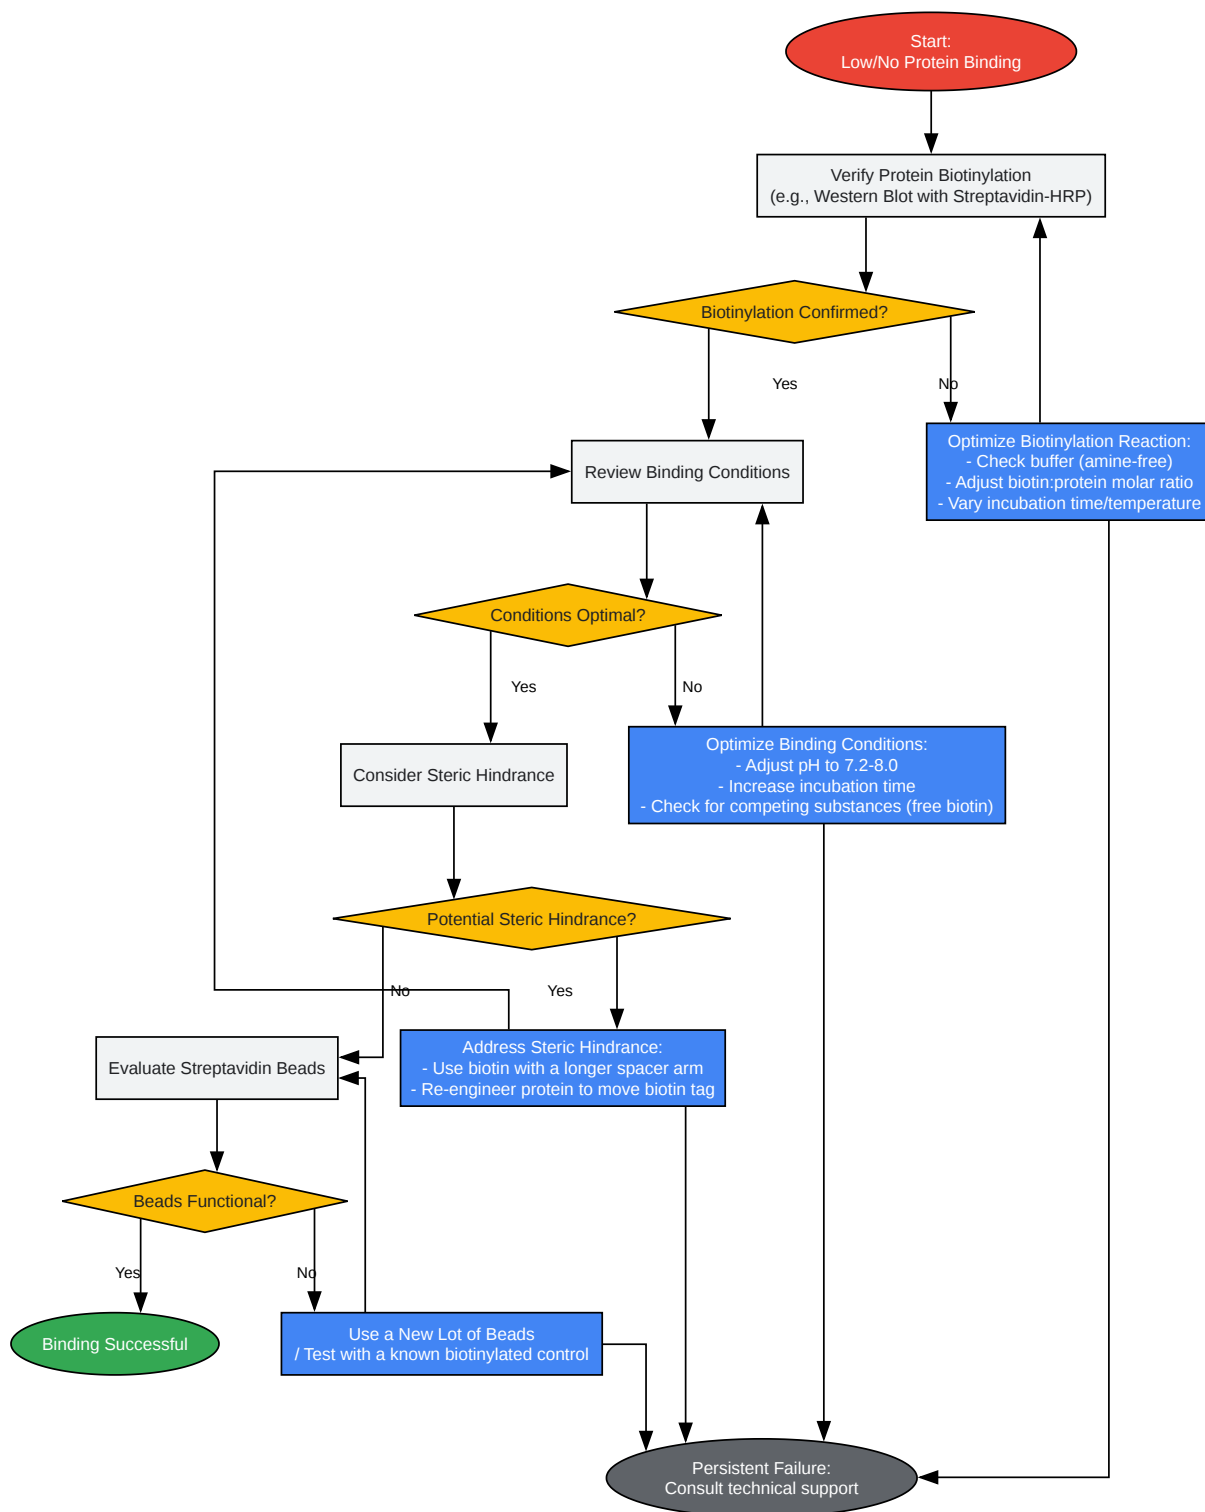 Start:
Low/No Protein Binding
Verify Protein Biotinylation
(e.g., Western Blot with Streptavidin-HRP)
Biotinylation Confirmed?
Yes
No
Optimize Biotinylation Reaction:
- Check buffer (amine-free)
- Adjust biotin:protein molar ratio
- Vary incubation time/temperature
Review Binding Conditions
Conditions Optimal?
Yes
No
Optimize Binding Conditions:
- Adjust pH to 7.2-8.0
- Increase incubation time
- Check for competing substances (free biotin)
Consider Steric Hindrance
Potential Steric Hindrance?
No
Yes
Address Steric Hindrance:
- Use biotin with a longer spacer arm
- Re-engineer protein to move biotin tag
Evaluate Streptavidin Beads
Beads Functional?
Yes
No
Binding Successful
Use a New Lot of Beads
/ Test with a known biotinylated control
Persistent Failure:
Consult technical support